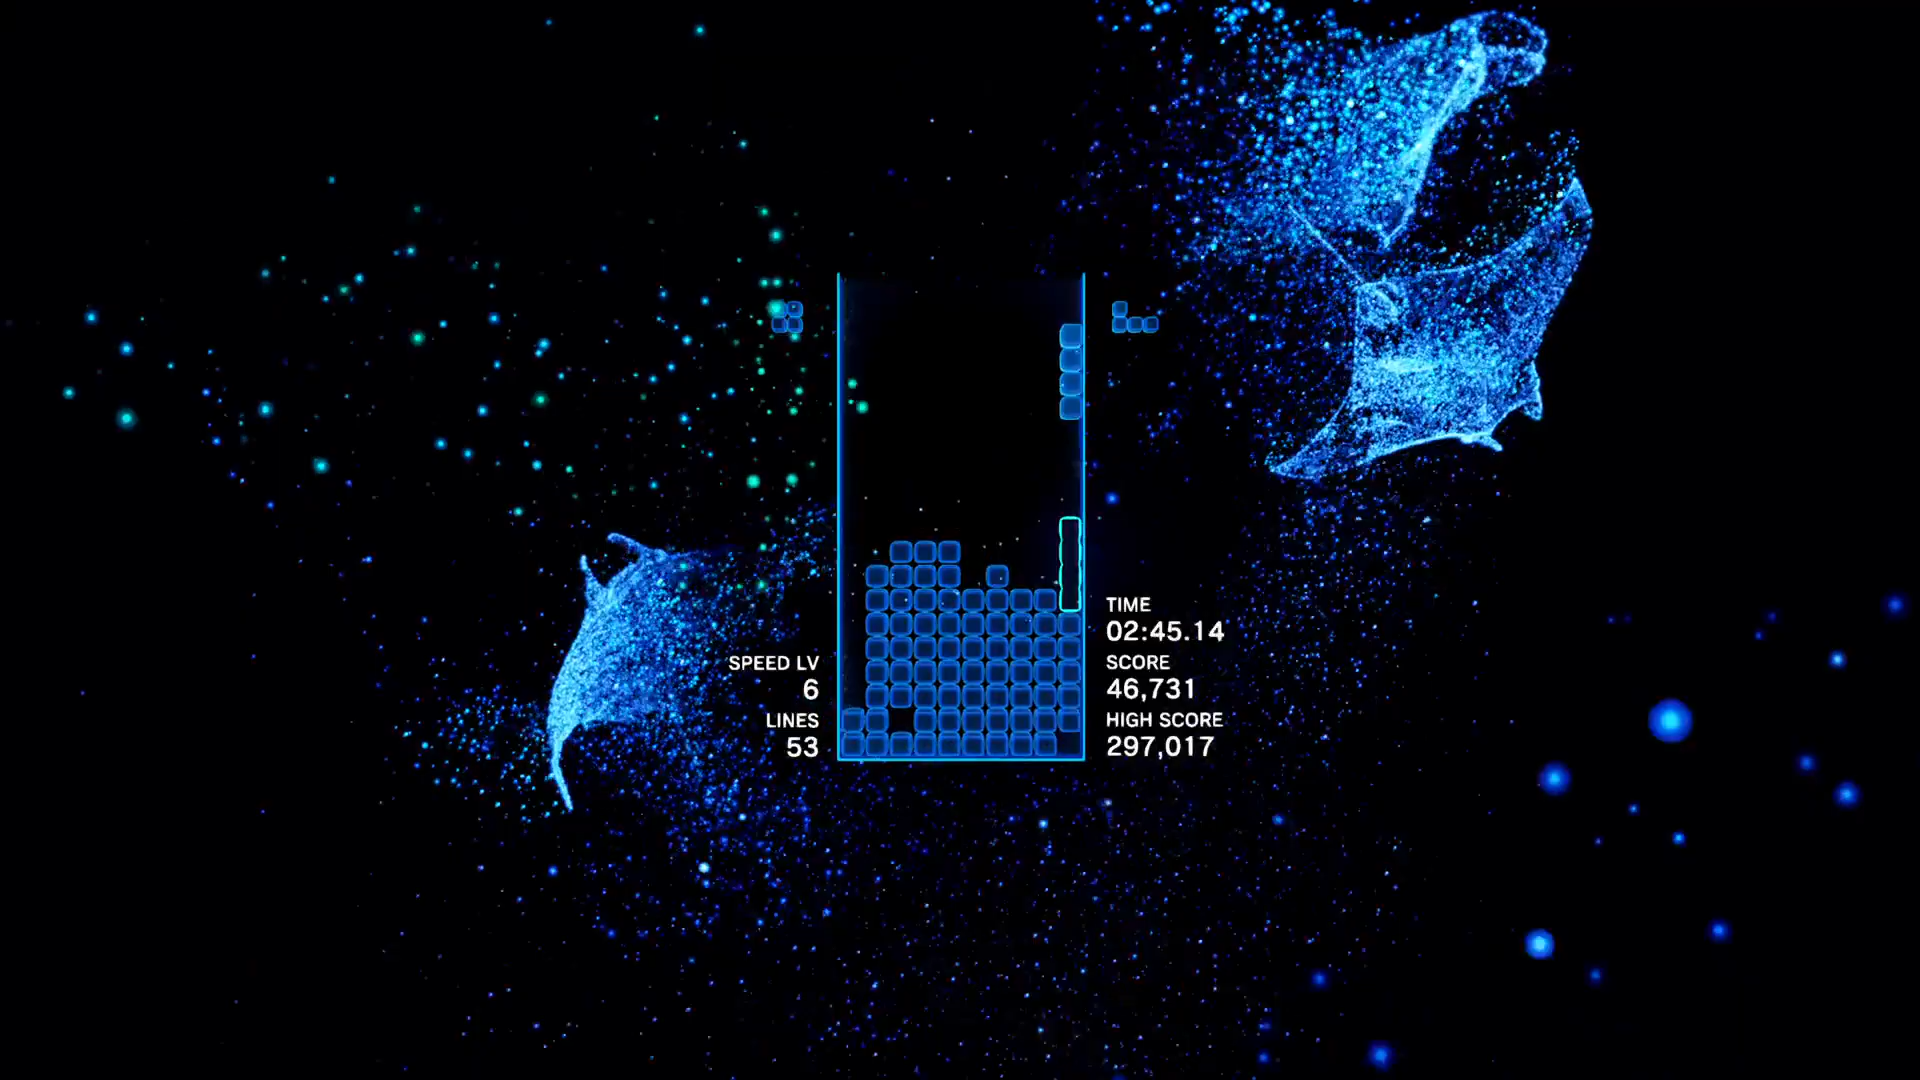 SPEED LV
6
LINES
53
TIME
02:45.14
SCORE
46,731
HIGH SCORE
297,017